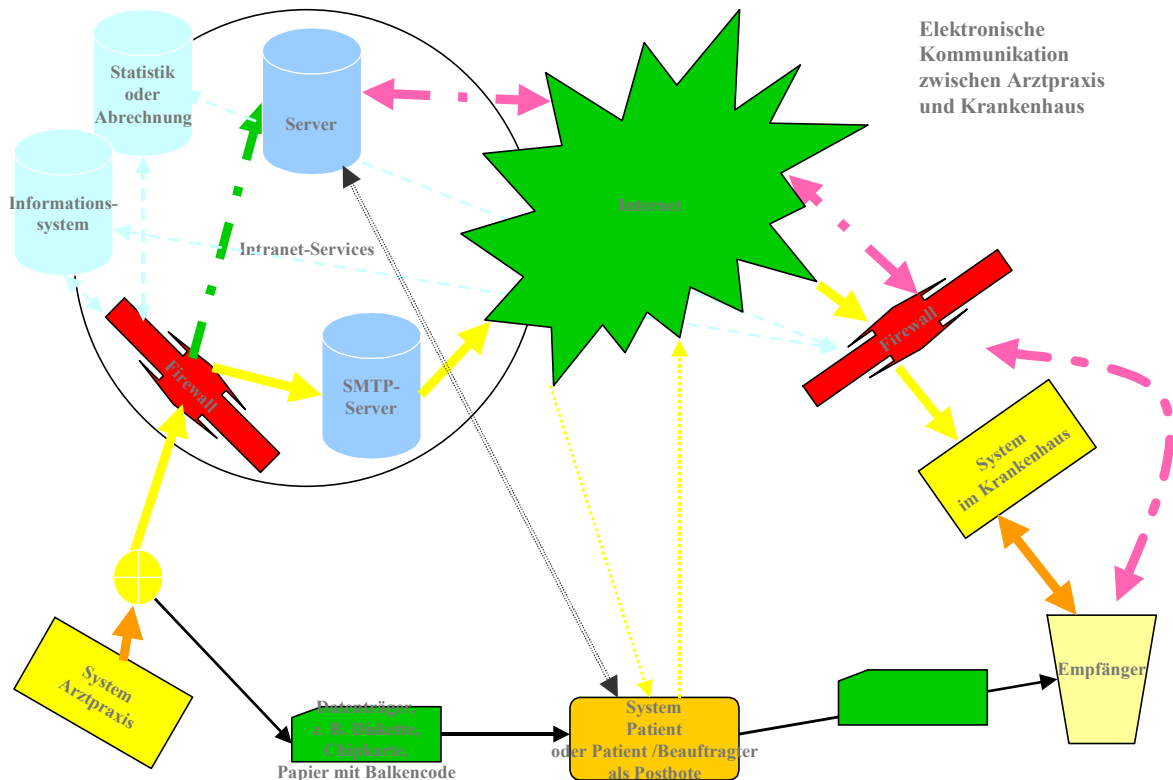 Elektronische
Kommunikation
zwischen Arztpraxis
und Krankenhaus
Statistik
oder
Abrechnung
Server
Informations-
system
Internet
Intranet-Services
Firewall
SMTP-
Server
Firewall
System
im Krankenhaus
System
Arztpraxis
Datenträger,
z. B. Diskette,
Chipkarte,
Papier mit Balkencode
System
Patient
oder Patient /Beauftragter
als Postbote
Empfänger